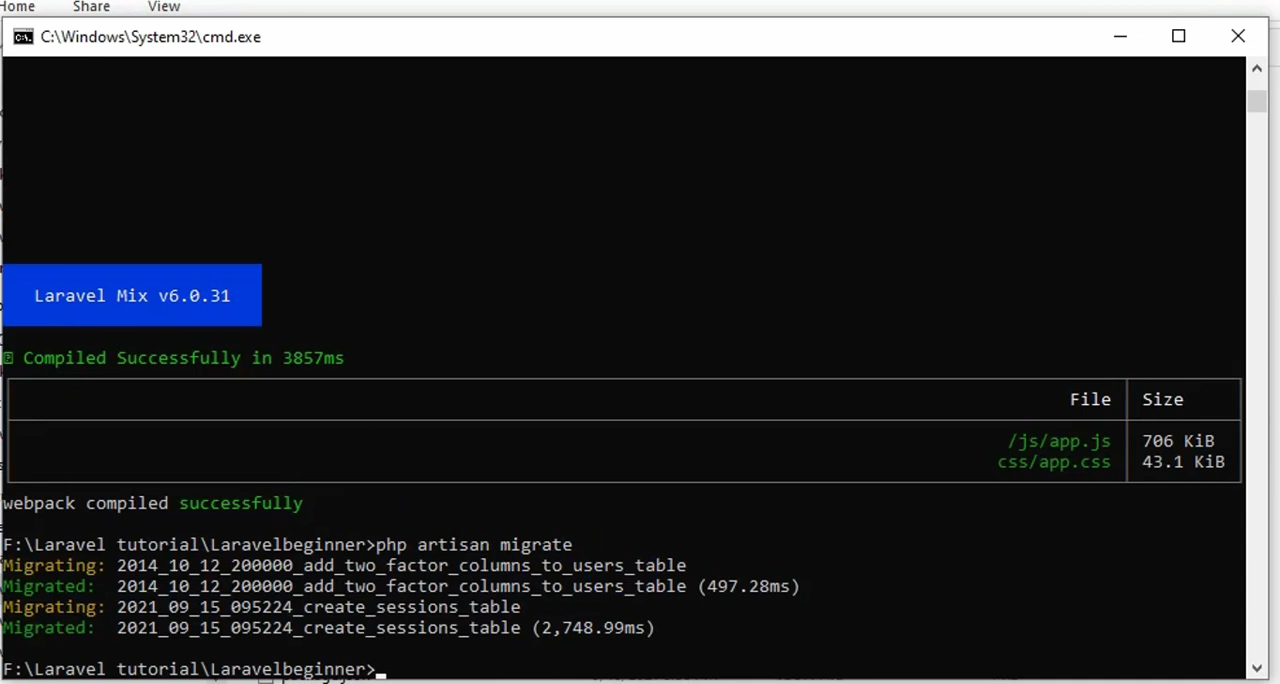 Home Share View
C:\Windows\System32\cmd.exe
Laravel Mix v6.0.31
Compiled Successfully in 3857ms
File Size
/js/app.js 706 KiB
css/app.css 43.1 KiB
webpack compiled successfully
F:\Laravel tutorial\Laravelbeginner>php artisan migrate
Migrating: 2014_10_12_200000_add_two_factor_columns_to_users_table
Migrated: 2014_10_12_200000_add_two_factor_columns_to_users_table (497.28ms)
Migrating: 2021_09_15_095224_create_sessions_table
Migrated: 2021_09_15_095224_create_sessions_table (2,748.99ms)
F:\Laravel tutorial\Laravelbeginner>